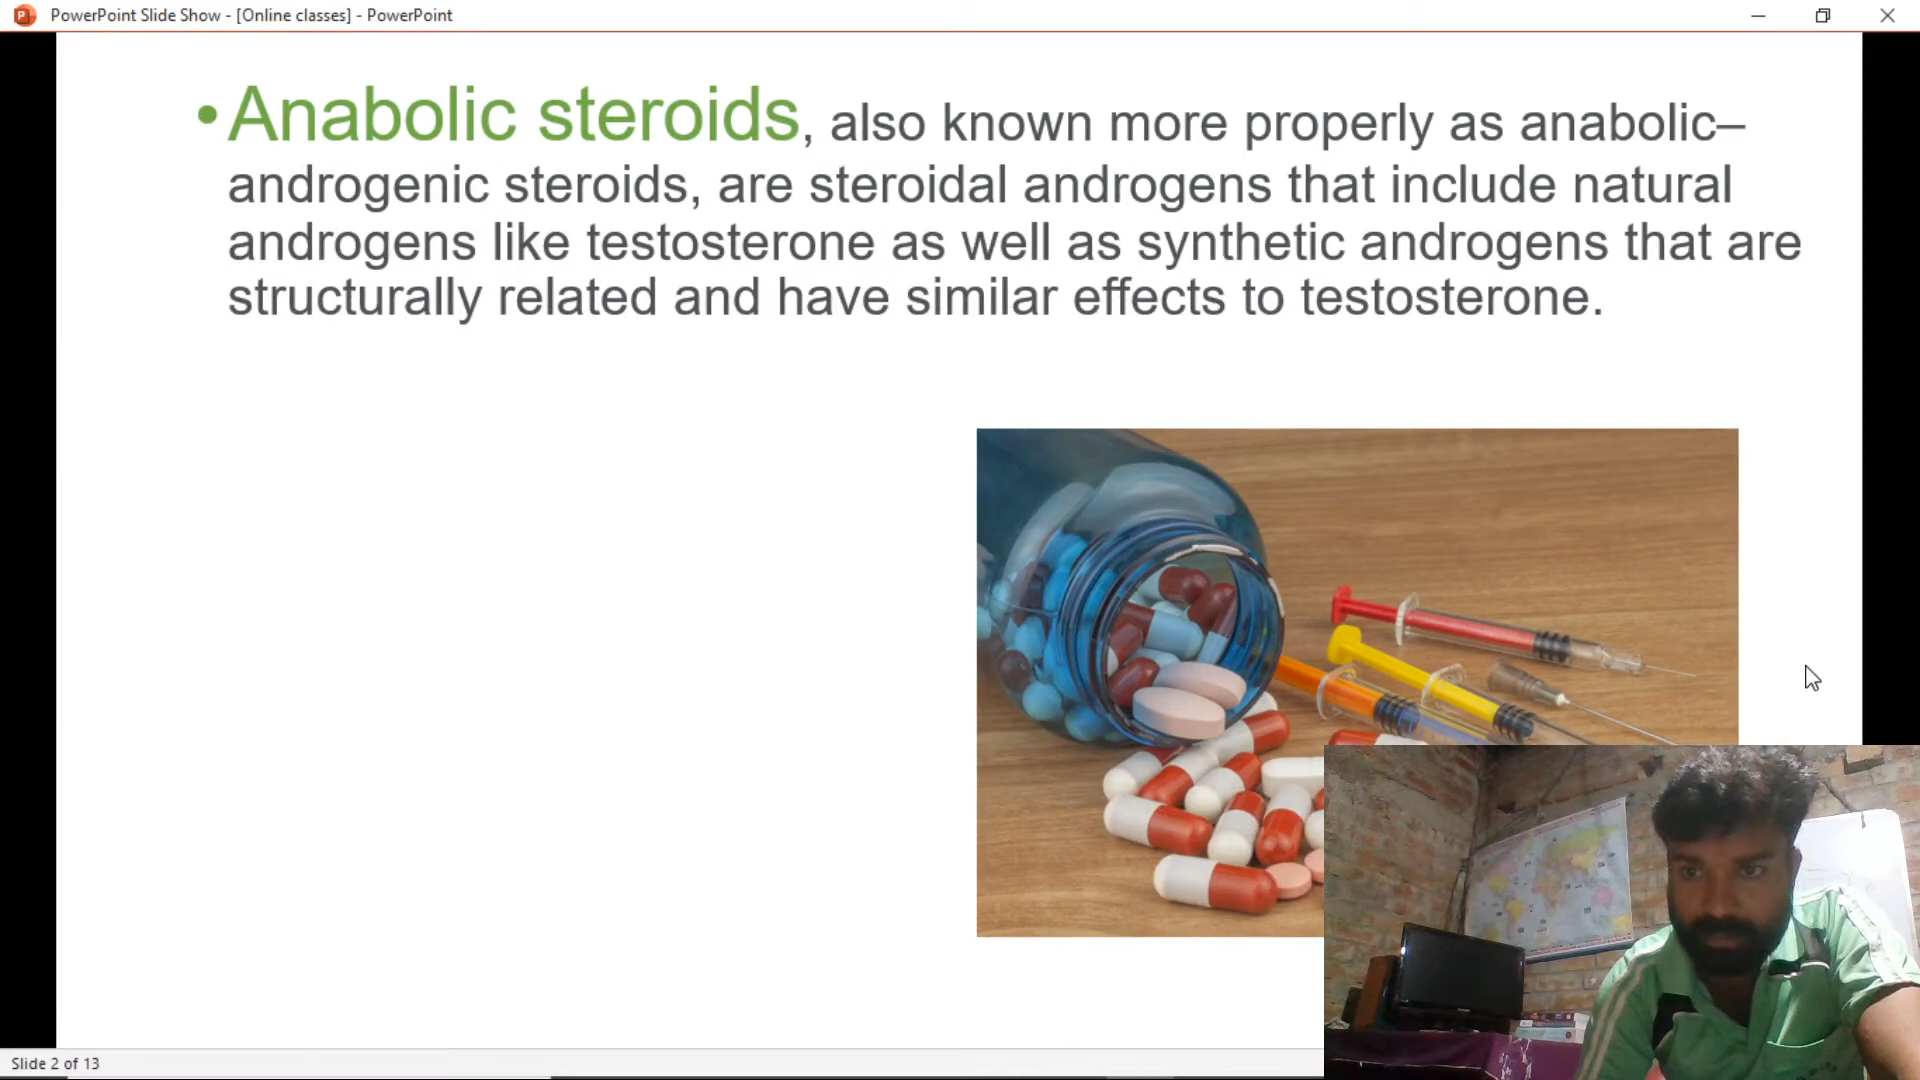 PowerPoint Slide Show - [Online classes] - PowerPoint
•Anabolic steroids, also known more properly as anabolic–
androgenic steroids, are steroidal androgens that include natural
androgens like testosterone as well as synthetic androgens that are
structurally related and have similar effects to testosterone.
Slide 2 of 13